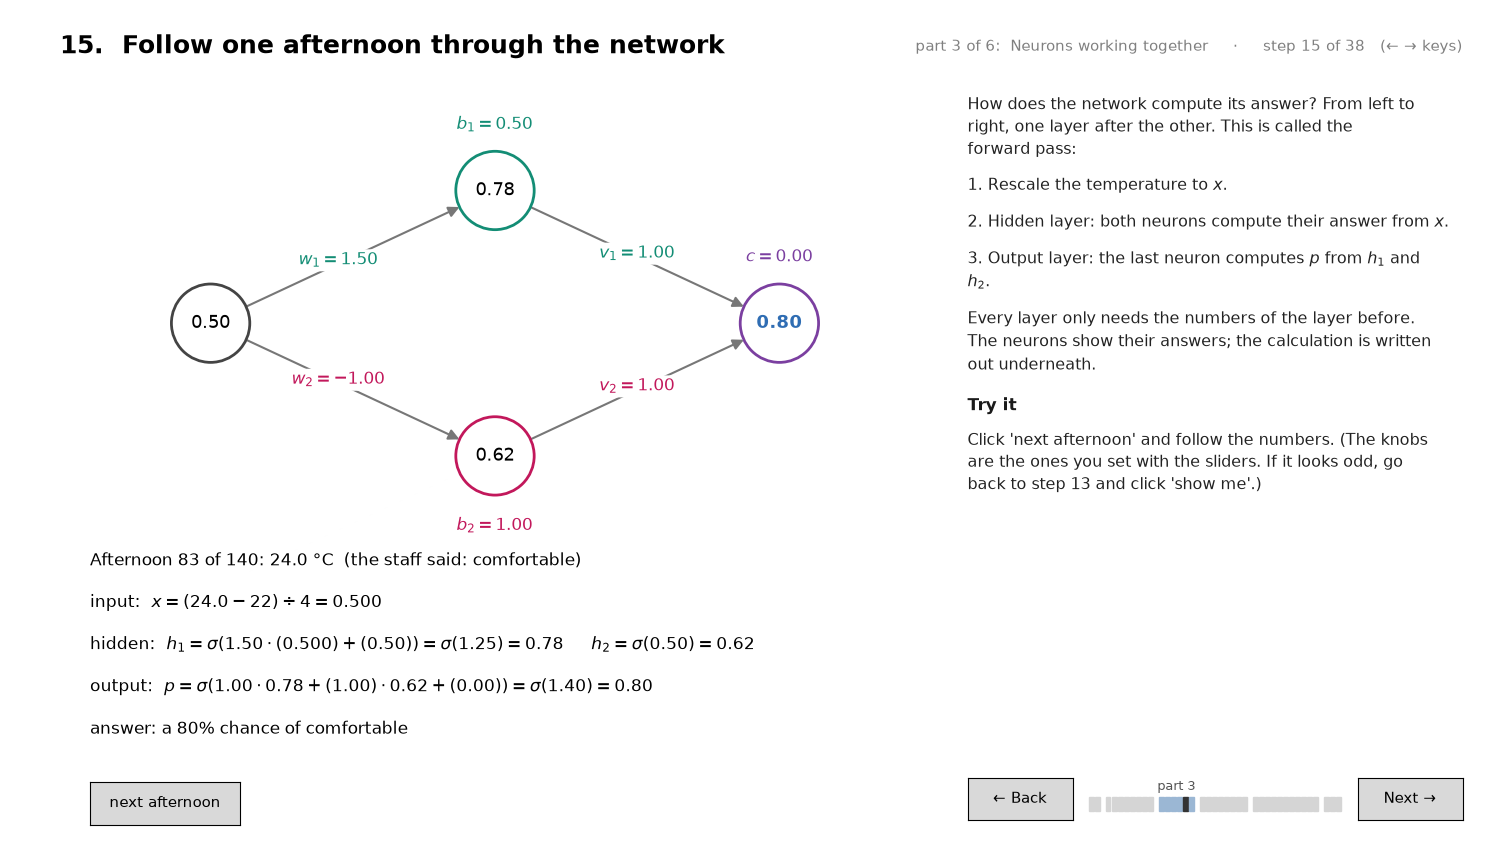 15. Follow one afternoon through the network
part 3 of 6: Neurons working together · step 15 of 38 (← → keys)
b₁ = 0.50
0.78
w₁ = 1.50
v₁ = 1.00
c = 0.00
0.50
0.80
w₂ = −1.00
v₂ = 1.00
0.62
b₂ = 1.00
Afternoon 83 of 140: 24.0 °C (the staff said: comfortable)
input: x = (24.0 − 22) ÷ 4 = 0.500
hidden: h₁ = σ(1.50 · (0.500) + (0.50)) = σ(1.25) = 0.78 h₂ = σ(0.50) = 0.62
output: p = σ(1.00 · 0.78 + (1.00) · 0.62 + (0.00)) = σ(1.40) = 0.80
answer: a 80% chance of comfortable
next afternoon
How does the network compute its answer? From left to
right, one layer after the other. This is called the
forward pass:
1. Rescale the temperature to x.
2. Hidden layer: both neurons compute their answer from x.
3. Output layer: the last neuron computes p from h₁ and
h₂.
Every layer only needs the numbers of the layer before.
The neurons show their answers; the calculation is written
out underneath.
Try it
Click 'next afternoon' and follow the numbers. (The knobs
are the ones you set with the sliders. If it looks odd, go
back to step 13 and click 'show me'.)
← Back
part 3
Next →